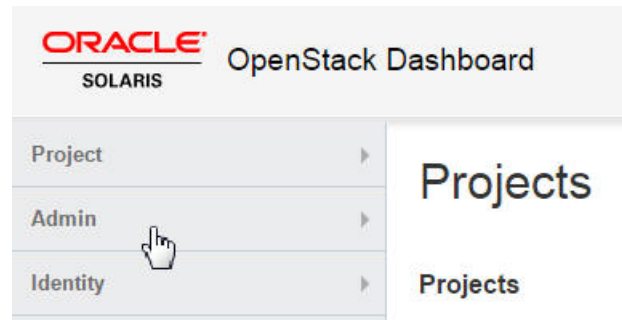 ORACLE
SOLARIS
OpenStack Dashboard
Project
Admin
Identity
Projects
Projects